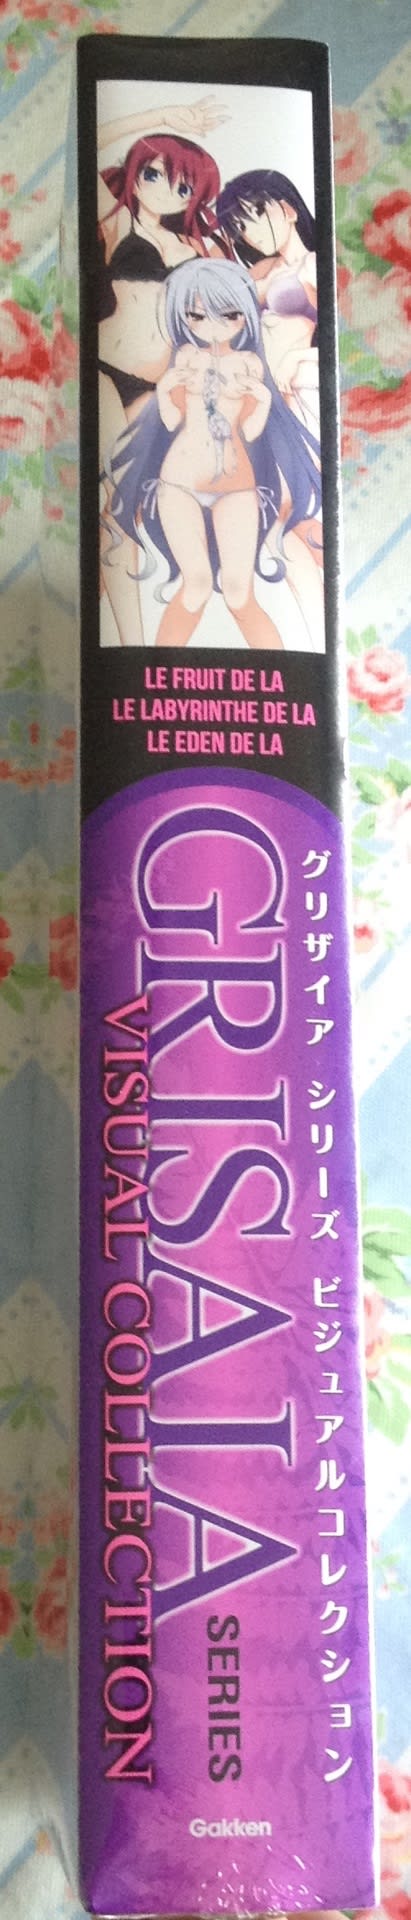 LE FRUIT DE LA
LE LABYRINTHE DE LA
LE EDEN DE LA
グリザイア シリーズ ビジュアルコレクション
GRISAIA
SERIES
VISUAL COLLECTION
Gakken